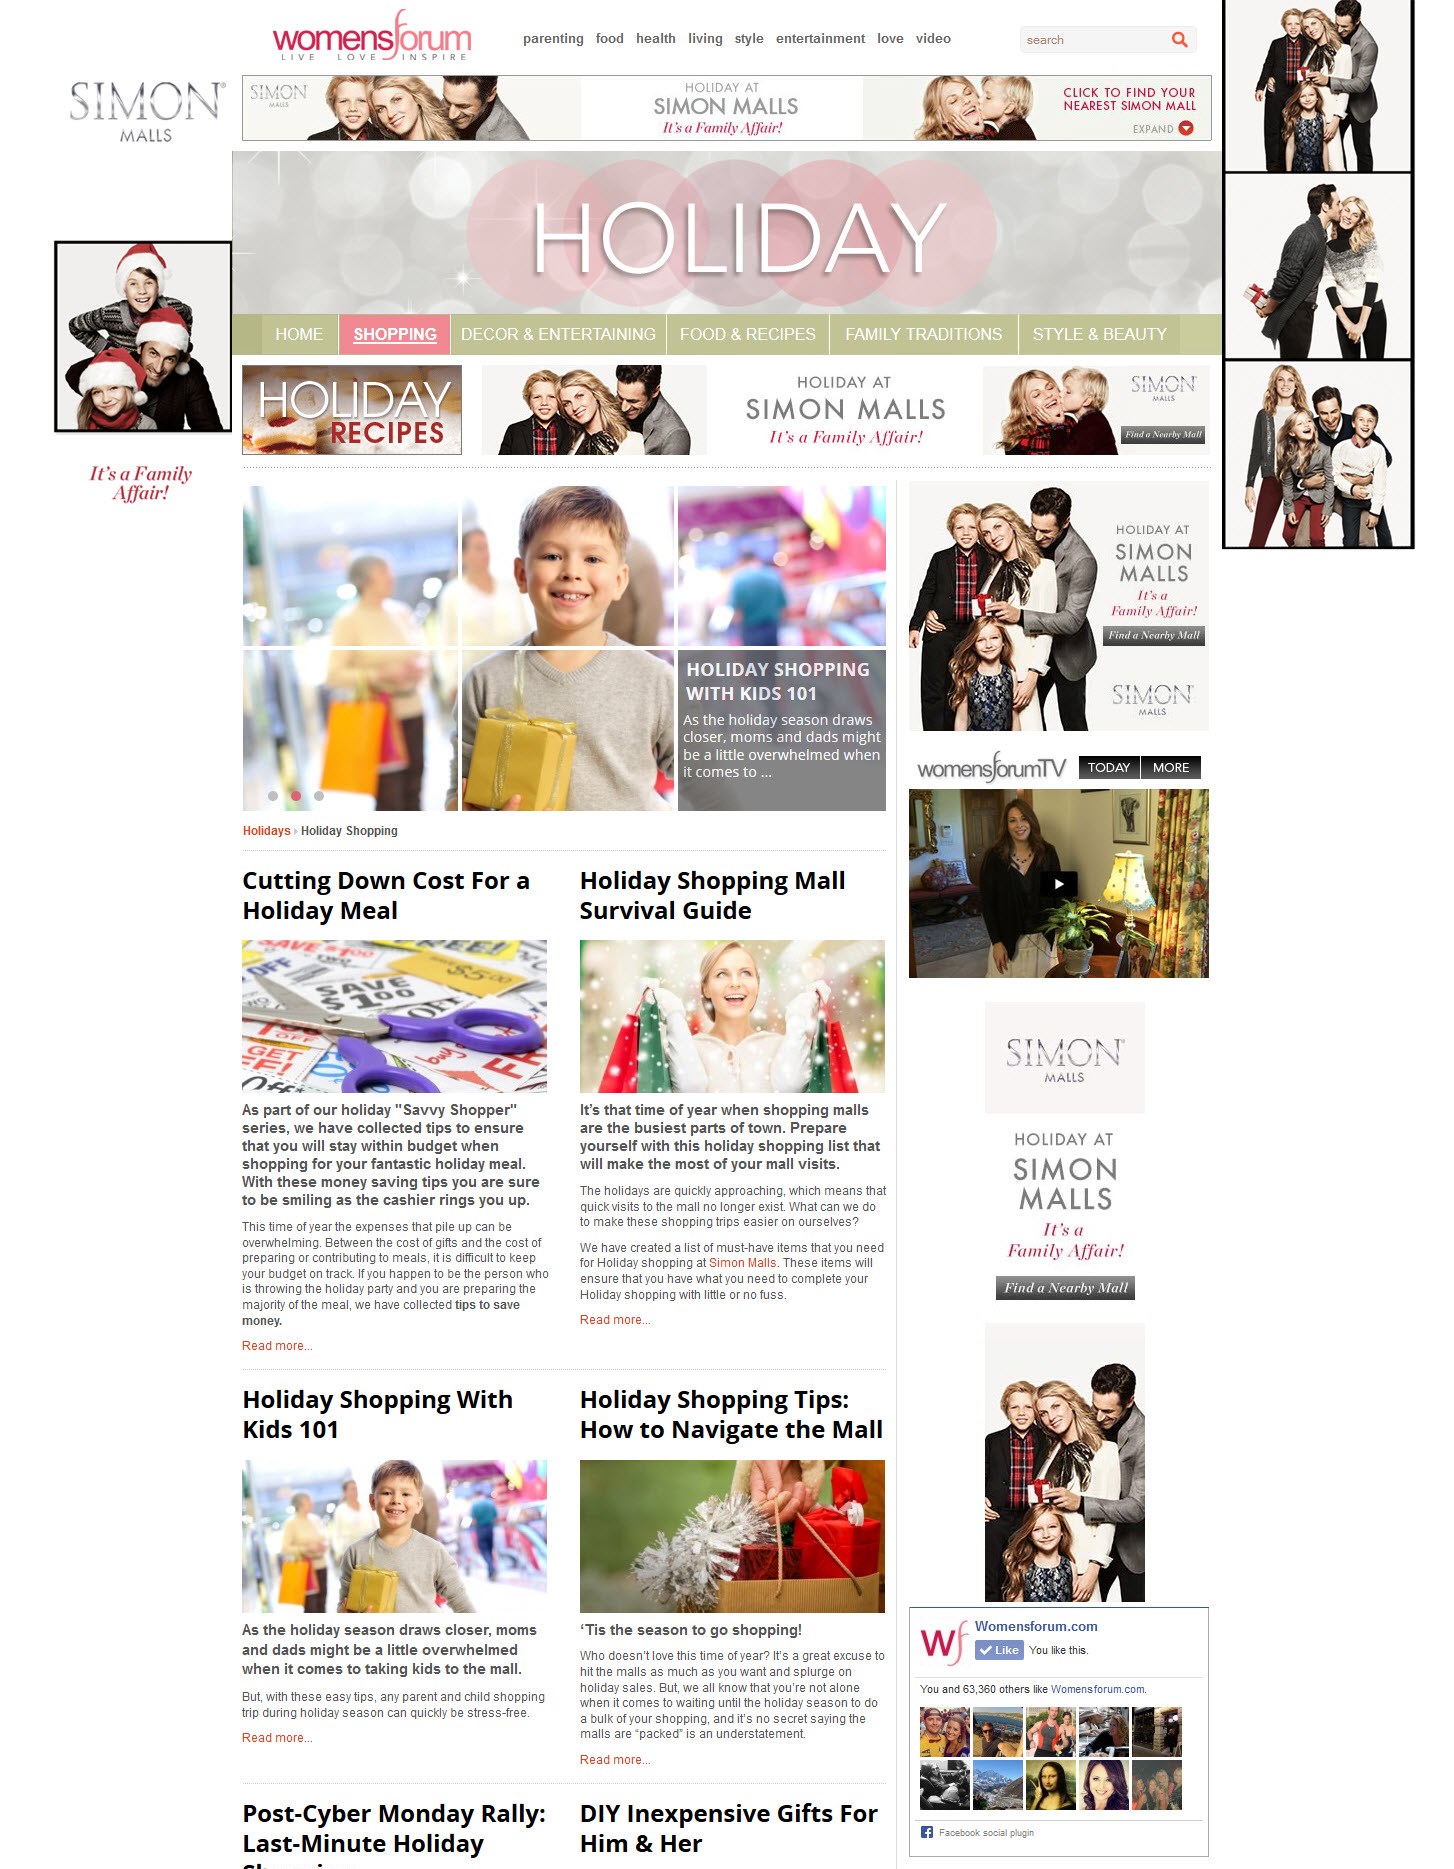 womensforum
LIVE LOVE INSPIRE
parenting food health living style entertainment love video
search
SIMON®
MALLS
SIMON
MALLS
HOLIDAY AT
SIMON MALLS
It's a Family Affair!
CLICK TO FIND YOUR
NEAREST SIMON MALL
EXPAND
HOLIDAY
HOME SHOPPING DECOR & ENTERTAINING FOOD & RECIPES FAMILY TRADITIONS STYLE & BEAUTY
HOLIDAY
RECIPES
HOLIDAY AT
SIMON MALLS
It's a Family Affair!
SIMON
MALLS
Find a Nearby Mall
It's a Family
Affair!
HOLIDAY SHOPPING
WITH KIDS 101
As the holiday season draws
closer, moms and dads might
be a little overwhelmed when
it comes to ...
Holidays Holiday Shopping
Cutting Down Cost For a
Holiday Meal
SAVE $1.00
FREE!
OFF
TWO
$5.00
SAVE
$1.00
GET
FREE!
buy
Off
As part of our holiday "Savvy Shopper"
series, we have collected tips to ensure
that you will stay within budget when
shopping for your fantastic holiday meal.
With these money saving tips you are sure
to be smiling as the cashier rings you up.
This time of year the expenses that pile up can be
overwhelming. Between the cost of gifts and the cost of
preparing or contributing to meals, it is difficult to keep
your budget on track. If you happen to be the person who
is throwing the holiday party and you are preparing the
majority of the meal, we have collected tips to save
money.
Read more...
Holiday Shopping Mall
Survival Guide
It's that time of year when shopping malls
are the busiest parts of town. Prepare
yourself with this holiday shopping list that
will make the most of your mall visits.
The holidays are quickly approaching, which means that
quick visits to the mall no longer exist. What can we do
to make these shopping trips easier on ourselves?
We have created a list of must-have items that you need
for Holiday shopping at Simon Malls. These items will
ensure that you have what you need to complete your
Holiday shopping with little or no fuss.
Read more...
Holiday Shopping With
Kids 101
As the holiday season draws closer, moms
and dads might be a little overwhelmed
when it comes to taking kids to the mall.
But, with these easy tips, any parent and child shopping
trip during holiday season can quickly be stress-free.
Read more...
Holiday Shopping Tips:
How to Navigate the Mall
‘Tis the season to go shopping!
Who doesn't love this time of year? It's a great excuse to
hit the malls as much as you want and splurge on
holiday sales. But, we all know that you're not alone
when it comes to waiting until the holiday season to do
a bulk of your shopping, and it's no secret saying the
malls are “packed” is an understatement.
Read more...
Post-Cyber Monday Rally:
Last-Minute Holiday
DIY Inexpensive Gifts For
Him & Her
HOLIDAY AT
SIMON
MALLS
It's a
Family Affair!
Find a Nearby Mall
SIMON
MALLS
womensforumTV TODAY MORE
SIMON®
MALLS
HOLIDAY AT
SIMON
MALLS
It's a
Family Affair!
Find a Nearby Mall
Wf
Womensforum.com
Like You like this.
You and 63,360 others like Womensforum.com.
Facebook social plugin